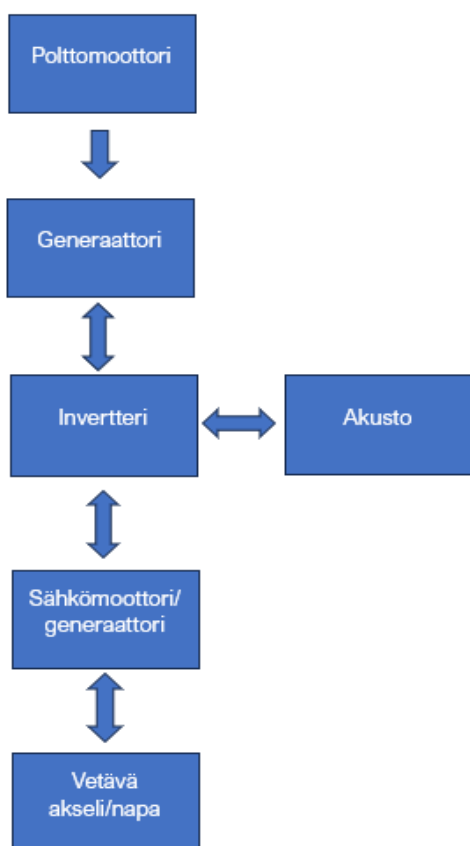 Polttomoottori
Generaattori
Invertteri
Akusto
Sähkömoottori/
generaattori
Vetävä
akseli/napa